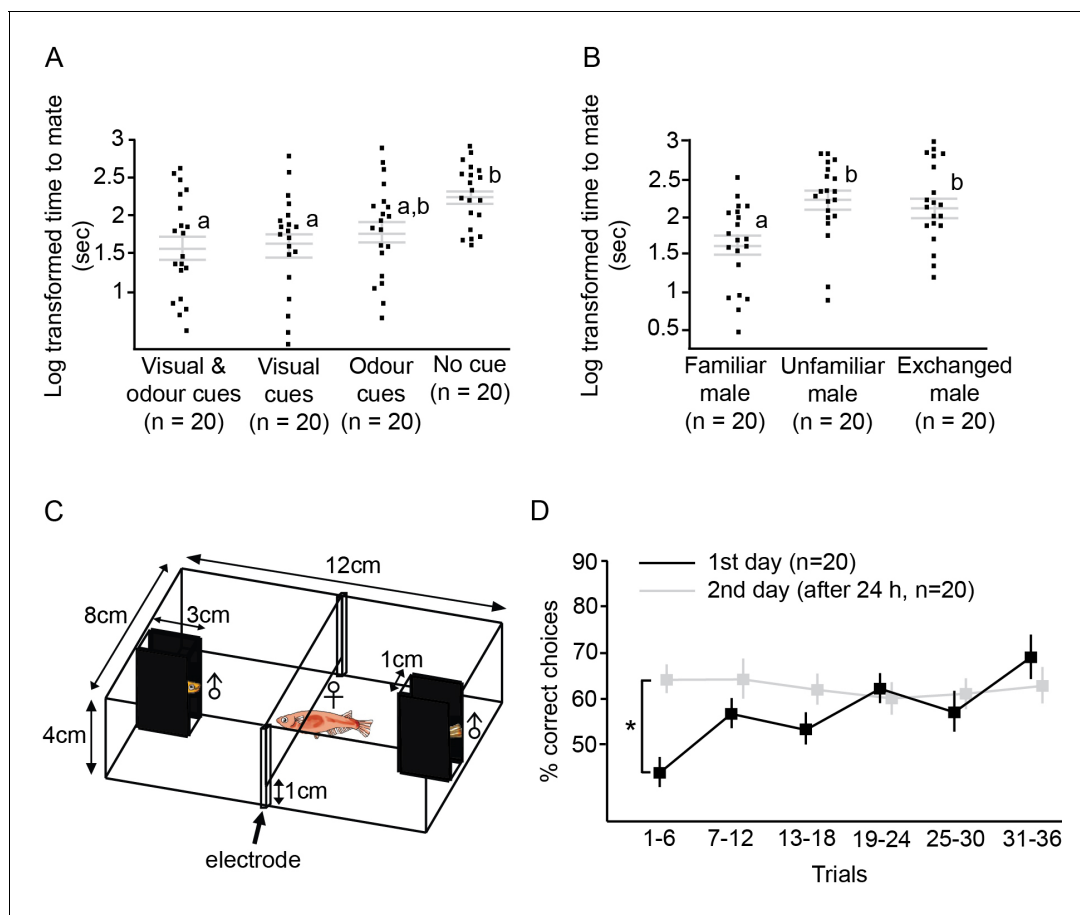 A
Log transformed time to mate
(sec)
3
2.5
2
1.5
1
a
a
a,b
b
Visual &
odour cues
(n = 20)
Visual
cues
(n = 20)
Odour
cues
(n = 20)
No cue
(n = 20)
B
Log transformed time to mate
(sec)
3
2.5
2
1.5
1
0.5
a
b
b
Familiar
male
(n = 20)
Unfamiliar
male
(n = 20)
Exchanged
male
(n = 20)
C
12cm
8cm
3cm
1cm
♂
♀
♂
4cm
1cm
electrode
D
% correct choices
90
80
70
60
50
1st day (n=20)
2nd day (after 24 h, n=20)
*
1-6
7-12
13-18
19-24
25-30
31-36
Trials